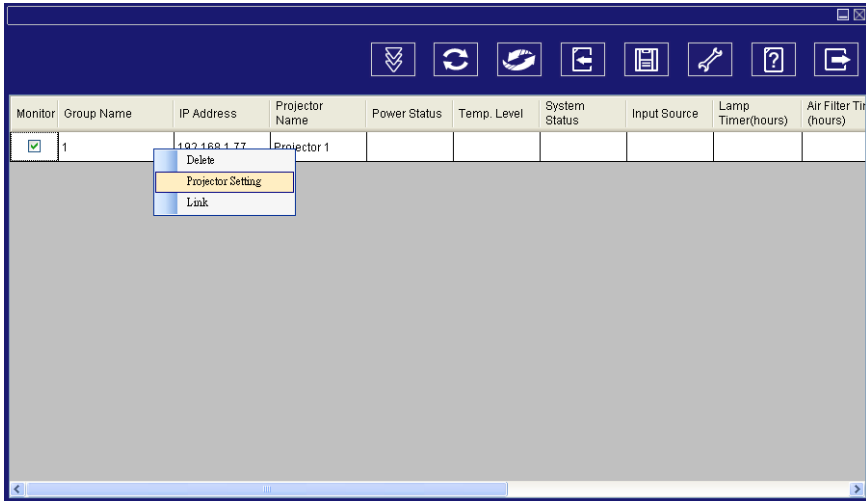 Monitor Group Name IP Address Projector Name Power Status Temp. Level System Status Input Source Lamp Timer(hours) Air Filter Tir (hours)
1 192.168.1.77 Projector 1
Delete
Projector Setting
Link